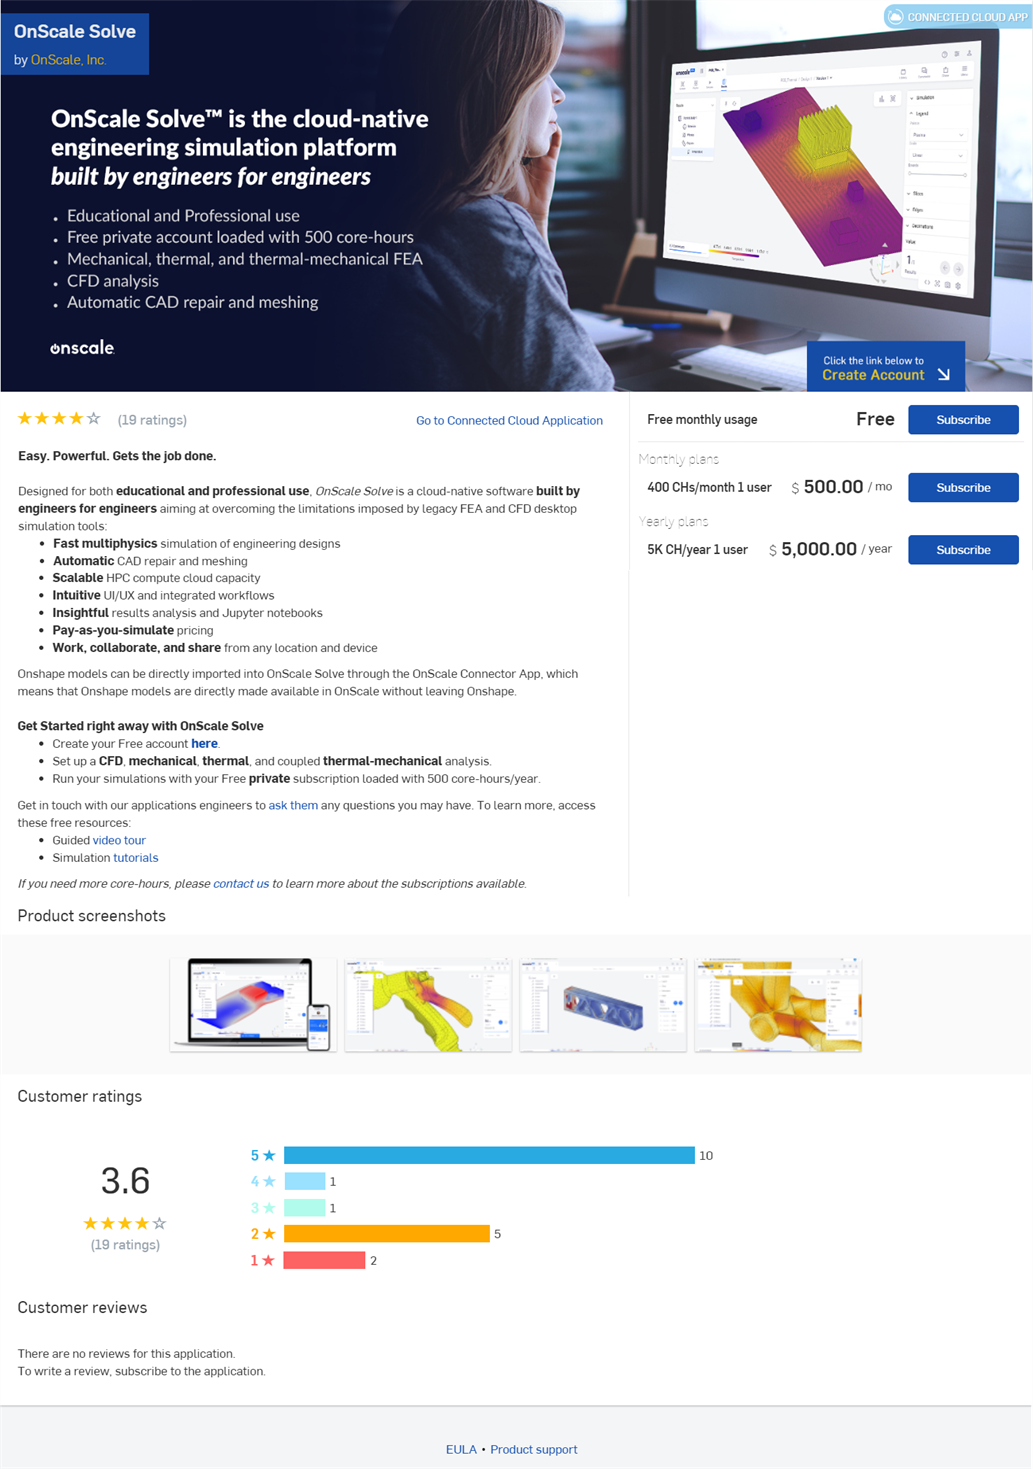 OnScale Solve
by OnScale, Inc.
CONNECTED CLOUD APP
OnScale Solve™ is the cloud-native
engineering simulation platform
built by engineers for engineers
• Educational and Professional use
• Free private account loaded with 500 core-hours
• Mechanical, thermal, and thermal-mechanical FEA
• CFD analysis
• Automatic CAD repair and meshing
onscale
Click the link below to
Create Account
(19 ratings)
Go to Connected Cloud Application
Free monthly usage Free Subscribe
Monthly plans
400 CHs/month 1 user $ 500.00 / mo Subscribe
Yearly plans
5K CH/year 1 user $ 5,000.00 / year Subscribe
Easy. Powerful. Gets the job done.
Designed for both educational and professional use, OnScale Solve is a cloud-native software built by
engineers for engineers aiming at overcoming the limitations imposed by legacy FEA and CFD desktop
simulation tools:
• Fast multiphysics simulation of engineering designs
• Automatic CAD repair and meshing
• Scalable HPC compute cloud capacity
• Intuitive UI/UX and integrated workflows
• Insightful results analysis and Jupyter notebooks
• Pay-as-you-simulate pricing
• Work, collaborate, and share from any location and device
Onshape models can be directly imported into OnScale Solve through the OnScale Connector App, which
means that Onshape models are directly made available in OnScale without leaving Onshape.
Get Started right away with OnScale Solve
• Create your Free account here.
• Set up a CFD, mechanical, thermal, and coupled thermal-mechanical analysis.
• Run your simulations with your Free private subscription loaded with 500 core-hours/year.
Get in touch with our applications engineers to ask them any questions you may have. To learn more, access
these free resources:
• Guided video tour
• Simulation tutorials
If you need more core-hours, please contact us to learn more about the subscriptions available.
Product screenshots
Customer ratings
3.6
(19 ratings)
5 ★ 10
4 ★ 1
3 ★ 1
2 ★ 5
1 ★ 2
Customer reviews
There are no reviews for this application.
To write a review, subscribe to the application.
EULA • Product support